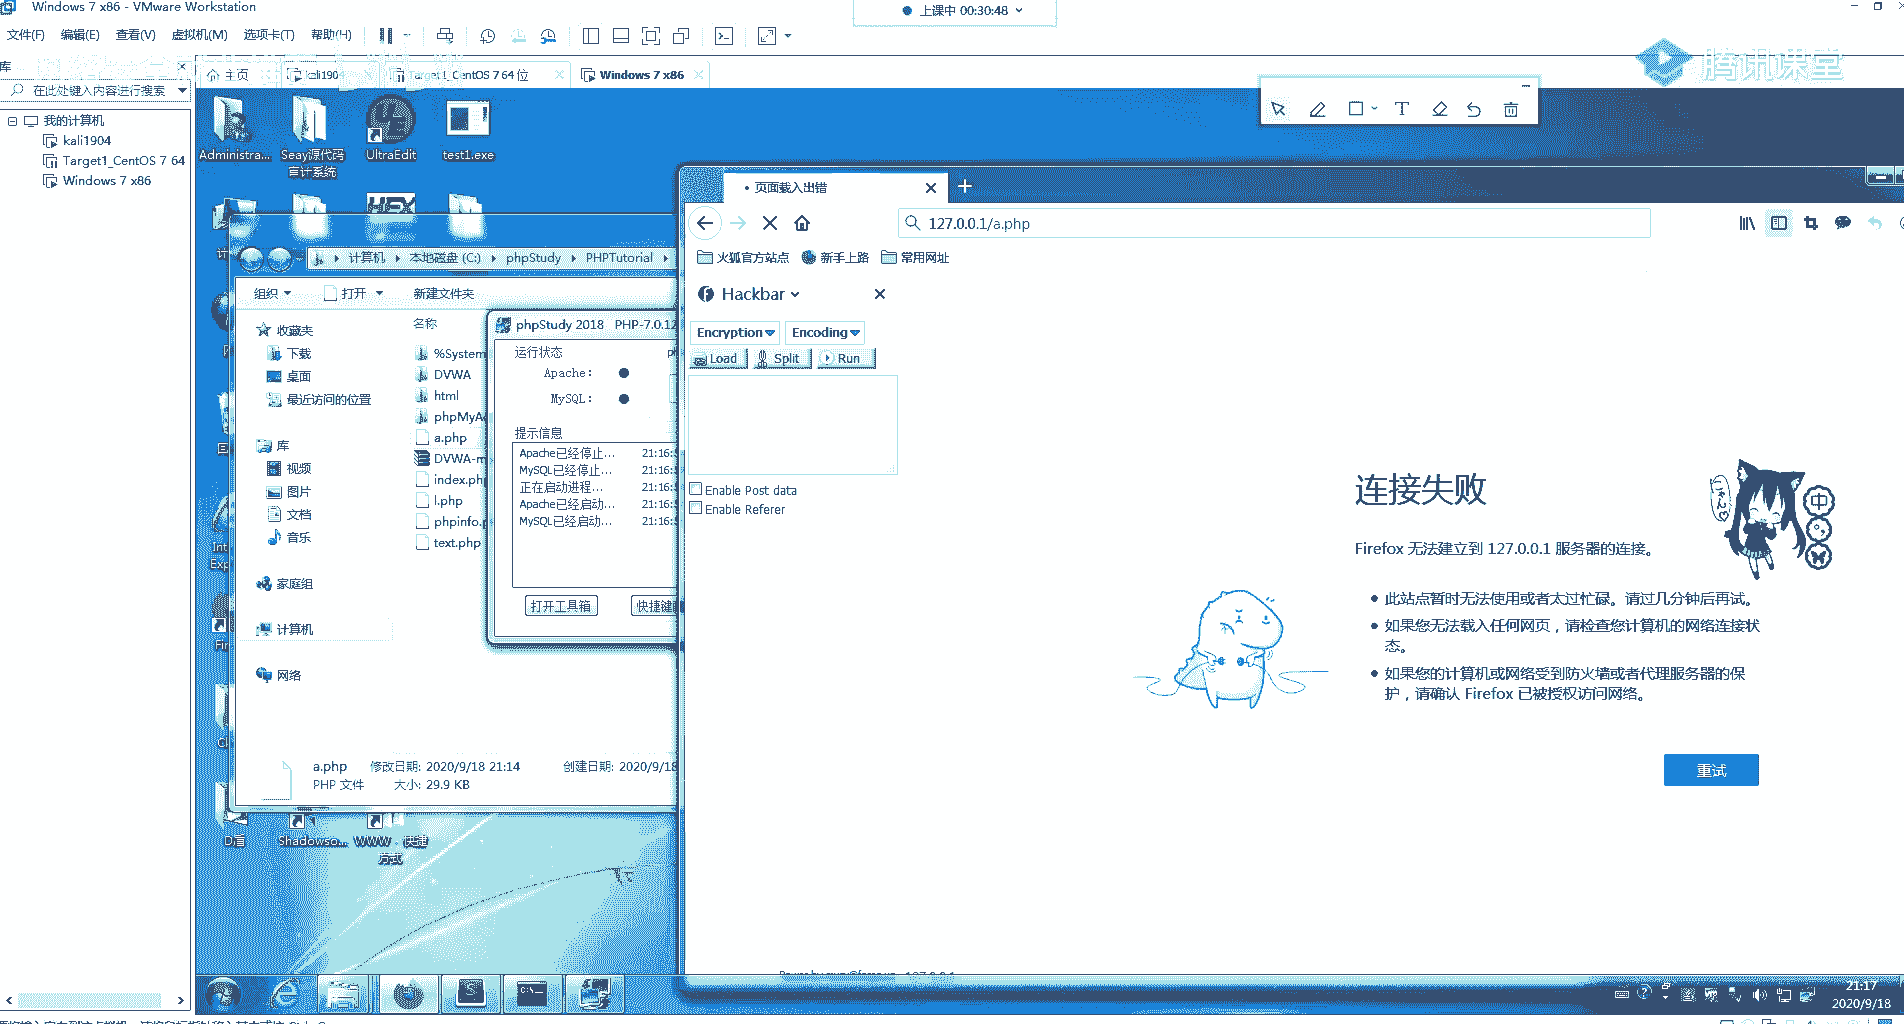 Windows 7 x86 - VMware Workstation
上课中 00:30:48
文件(F) 编辑(E) 查看(V) 虚拟机(M) 选项卡(T) 帮助(H)
腾讯课堂
库
主页
Target1_CentOS 7 64 位
Windows 7 x86
在此处键入内容进行搜索
我的计算机
kali1904
Target1_CentOS 7 64
Windows 7 x86
Administra...
Seay源代码
审计系统
UltraEdit
test1.exe
计算机
本地磁盘 (C:)
phpStudy
PHPTutorial
组织
打开
新建文件夹
收藏夹
下载
桌面
最近访问的位置
库
视频
图片
文档
音乐
家庭组
计算机
网络
名称
%System
DVWA
html
phpMyA
a.php
DVWA-m
index.ph
l.php
phpinfo.p
text.php
phpStudy 2018 PHP-7.0.12
运行状态
Apache:
MySQL:
提示信息
Apache已经停止... 21:16:
MySQL已经停止... 21:16:
正在启动进程... 21:16:
Apache已经启动... 21:16:
MySQL已经启动... 21:16:
打开工具箱
快捷键
a.php 修改日期: 2020/9/18 21:14 创建日期: 2020/9/18
PHP 文件 大小: 29.9 KB
Shadowso...
WWW - 快捷
方式
页面载入出错
127.0.0.1/a.php
火狐官方站点
新手上路
常用网址
Hackbar
Encryption
Encoding
Load
Split
Run
Enable Post data
Enable Referer
连接失败
Firefox 无法建立到 127.0.0.1 服务器的连接。
此站点暂时无法使用或者太过忙碌。请过几分钟后再试。
如果您无法载入任何网页，请检查您计算机的网络连接状
态。
如果您的计算机或网络受到防火墙或者代理服务器的保
护，请确认 Firefox 已被授权访问网络。
重试
中
21:17
2020/9/18